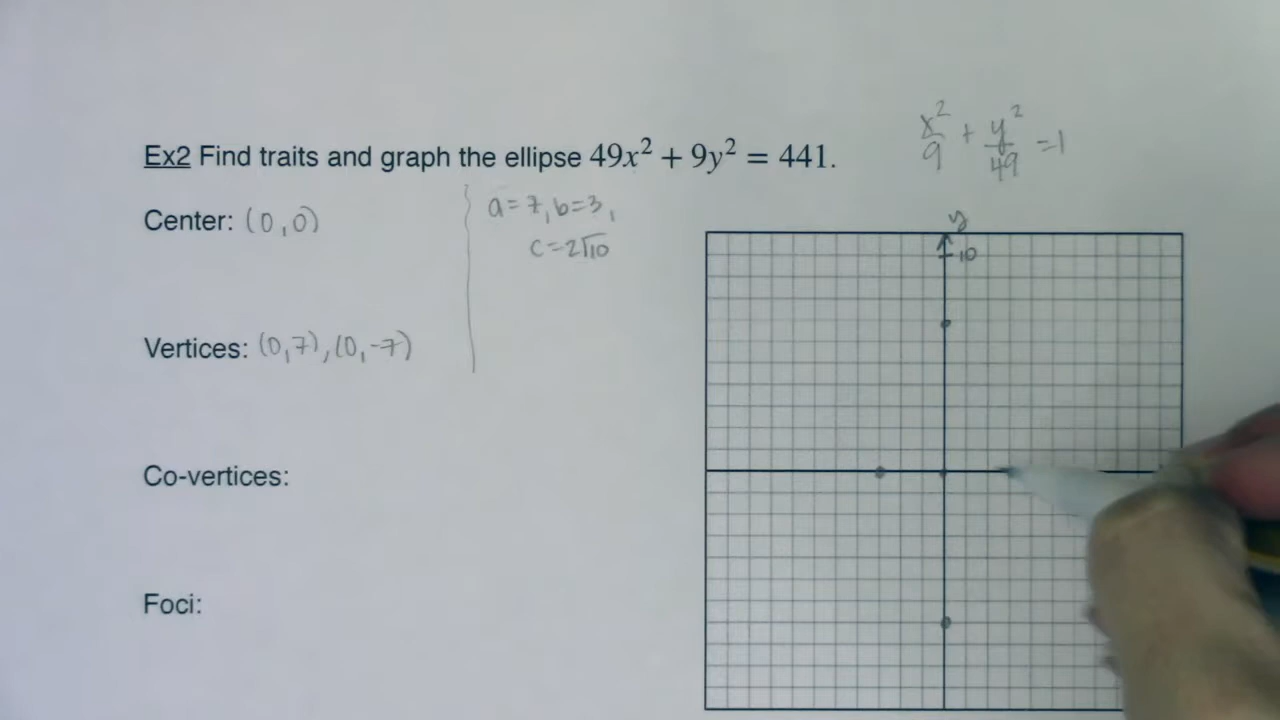 x²/9 + y²/49 = 1
Ex2 Find traits and graph the ellipse 49x² + 9y² = 441.
Center: (0,0)
a=7, b=3,
c=2√10
y
10
Vertices: (0,7), (0,-7)
Co-vertices:
Foci: